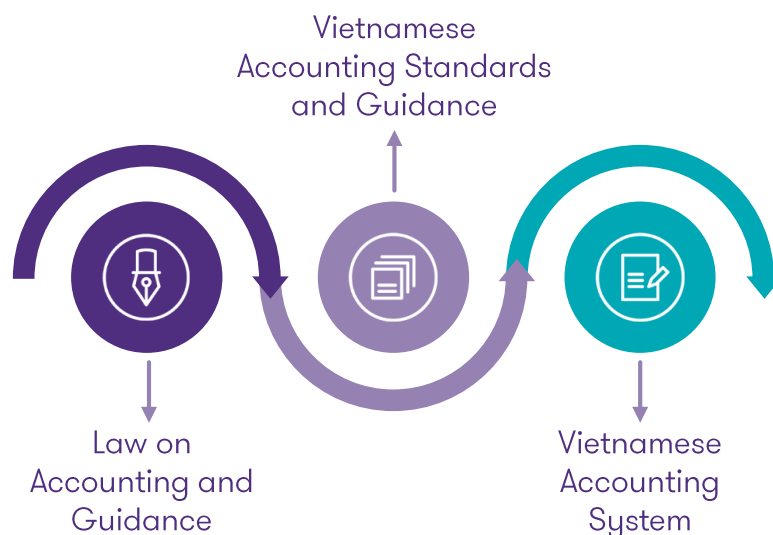 Vietnamese
Accounting Standards
and Guidance
Law on
Accounting and
Guidance
Vietnamese
Accounting
System